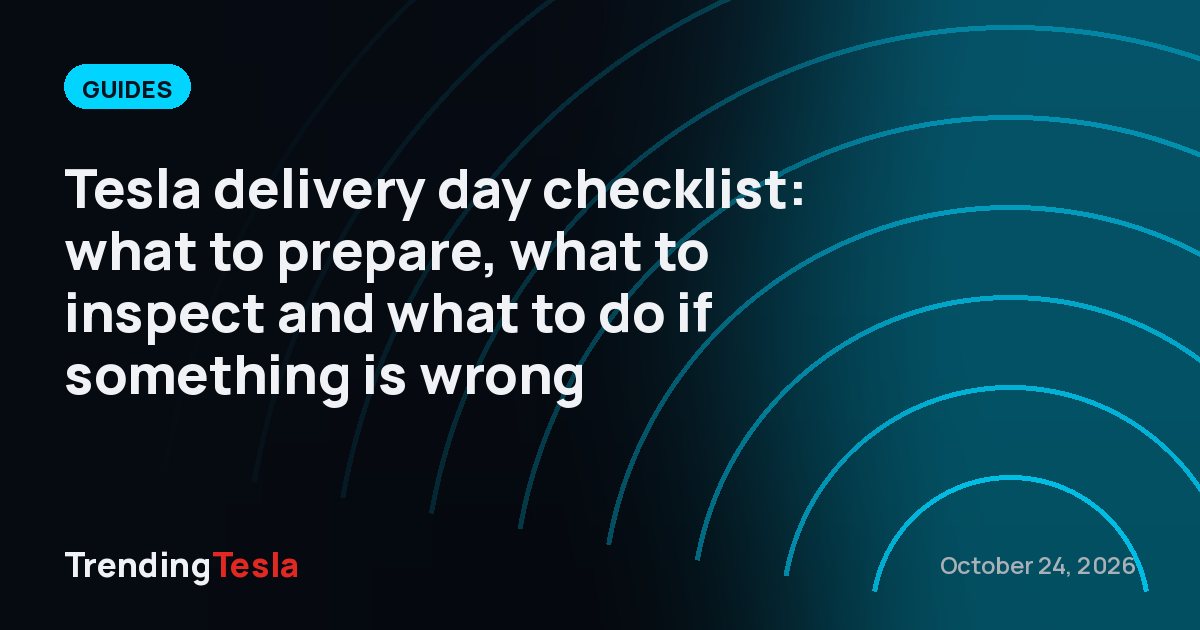 GUIDES
Tesla delivery day checklist:
what to prepare, what to
inspect and what to do if
something is wrong
TrendingTesla
October 24, 2026